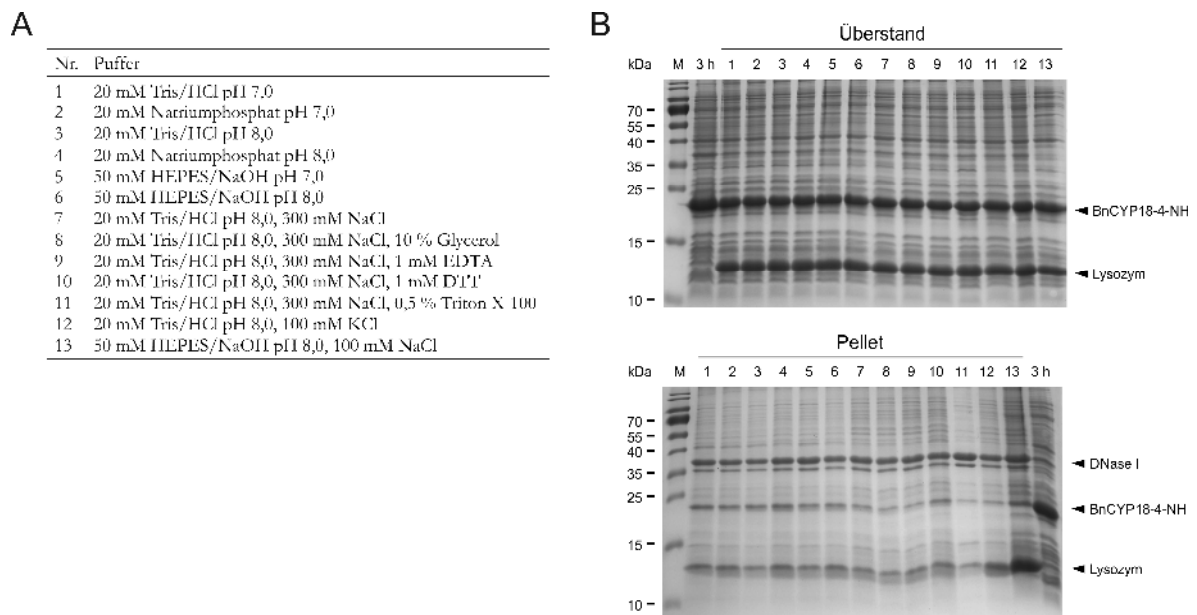 A
Nr. Puffer
1 20 mM Tris/HCl pH 7,0
2 20 mM Natriumphosphat pH 7,0
3 20 mM Tris/HCl pH 8,0
4 20 mM Natriumphosphat pH 8,0
5 50 mM HEPES/NaOH pH 7,0
6 50 mM HEPES/NaOH pH 8,0
7 20 mM Tris/HCl pH 8,0, 300 mM NaCl
8 20 mM Tris/HCl pH 8,0, 300 mM NaCl, 10 % Glycerol
9 20 mM Tris/HCl pH 8,0, 300 mM NaCl, 1 mM EDTA
10 20 mM Tris/HCl pH 8,0, 300 mM NaCl, 1 mM DTT
11 20 mM Tris/HCl pH 8,0, 300 mM NaCl, 0,5 % Triton X 100
12 20 mM Tris/HCl pH 8,0, 100 mM KCl
13 50 mM HEPES/NaOH pH 8,0, 100 mM NaCl
B
Überstand
kDa M 3 h 1 2 3 4 5 6 7 8 9 10 11 12 13
70
55
40
35
25
BnCYP18-4-NH
15
Lysozym
10
Pellet
kDa M 1 2 3 4 5 6 7 8 9 10 11 12 13 3 h
70
55
40
DNase I
35
25
BnCYP18-4-NH
15
Lysozym
10